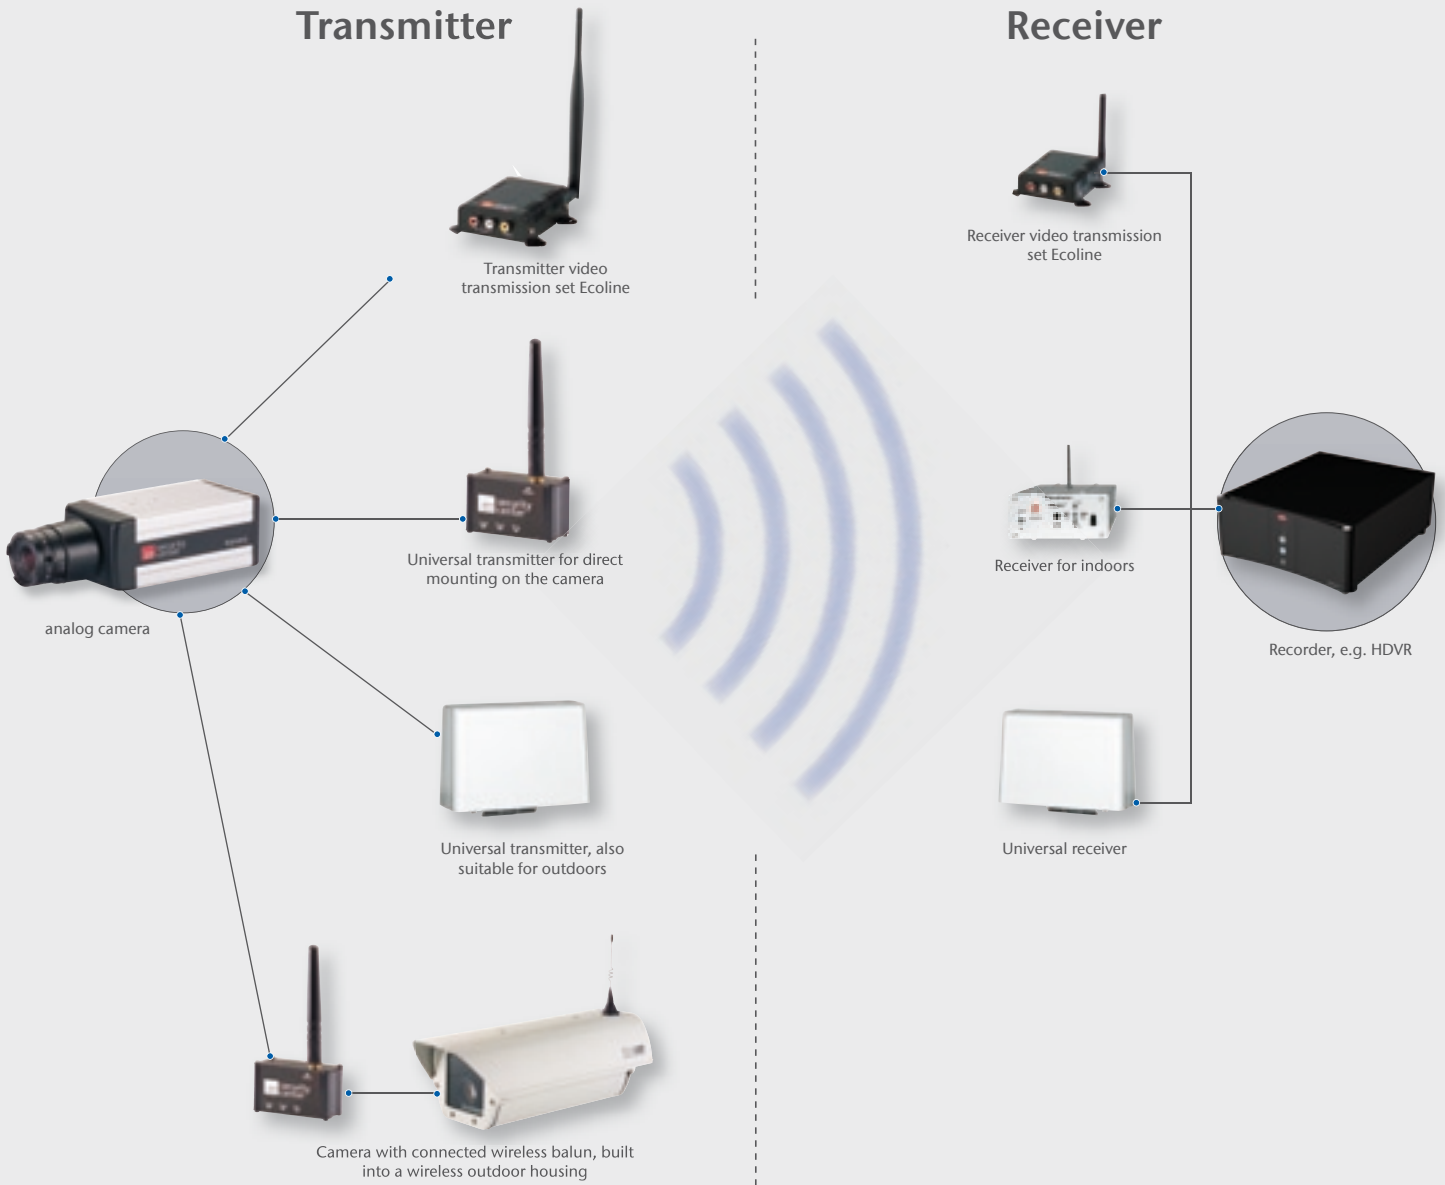 Transmitter
Receiver
Transmitter video
transmission set Ecoline
Receiver video transmission
set Ecoline
Universal transmitter for direct
mounting on the camera
Receiver for indoors
analog camera
Recorder, e.g. HDVR
Universal transmitter, also
suitable for outdoors
Universal receiver
Camera with connected wireless balun, built
into a wireless outdoor housing